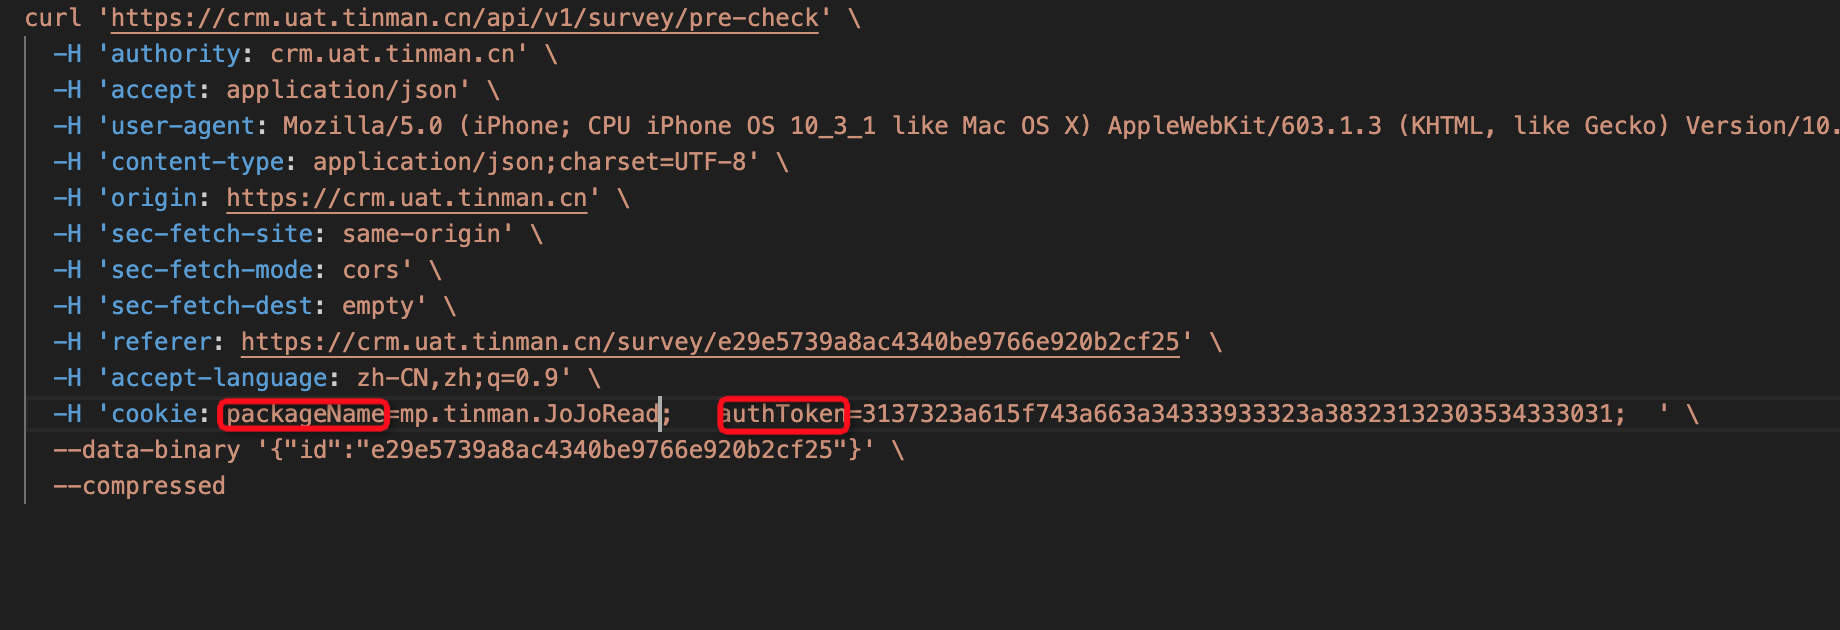 curl 'https://crm.uat.tinman.cn/api/v1/survey/pre-check' \
-H 'authority: crm.uat.tinman.cn' \
-H 'accept: application/json' \
-H 'user-agent: Mozilla/5.0 (iPhone; CPU iPhone OS 10_3_1 like Mac OS X) AppleWebKit/603.1.3 (KHTML, like Gecko) Version/10.
-H 'content-type: application/json;charset=UTF-8' \
-H 'origin: https://crm.uat.tinman.cn' \
-H 'sec-fetch-site: same-origin' \
-H 'sec-fetch-mode: cors' \
-H 'sec-fetch-dest: empty' \
-H 'referer: https://crm.uat.tinman.cn/survey/e29e5739a8ac4340be9766e920b2cf25' \
-H 'accept-language: zh-CN,zh;q=0.9' \
-H 'cookie: packageName=mp.tinman.JoJoRead; authToken=3137323a615f743a663a34333933323a38323132303534333031; ' \
--data-binary '{"id":"e29e5739a8ac4340be9766e920b2cf25"}' \
--compressed